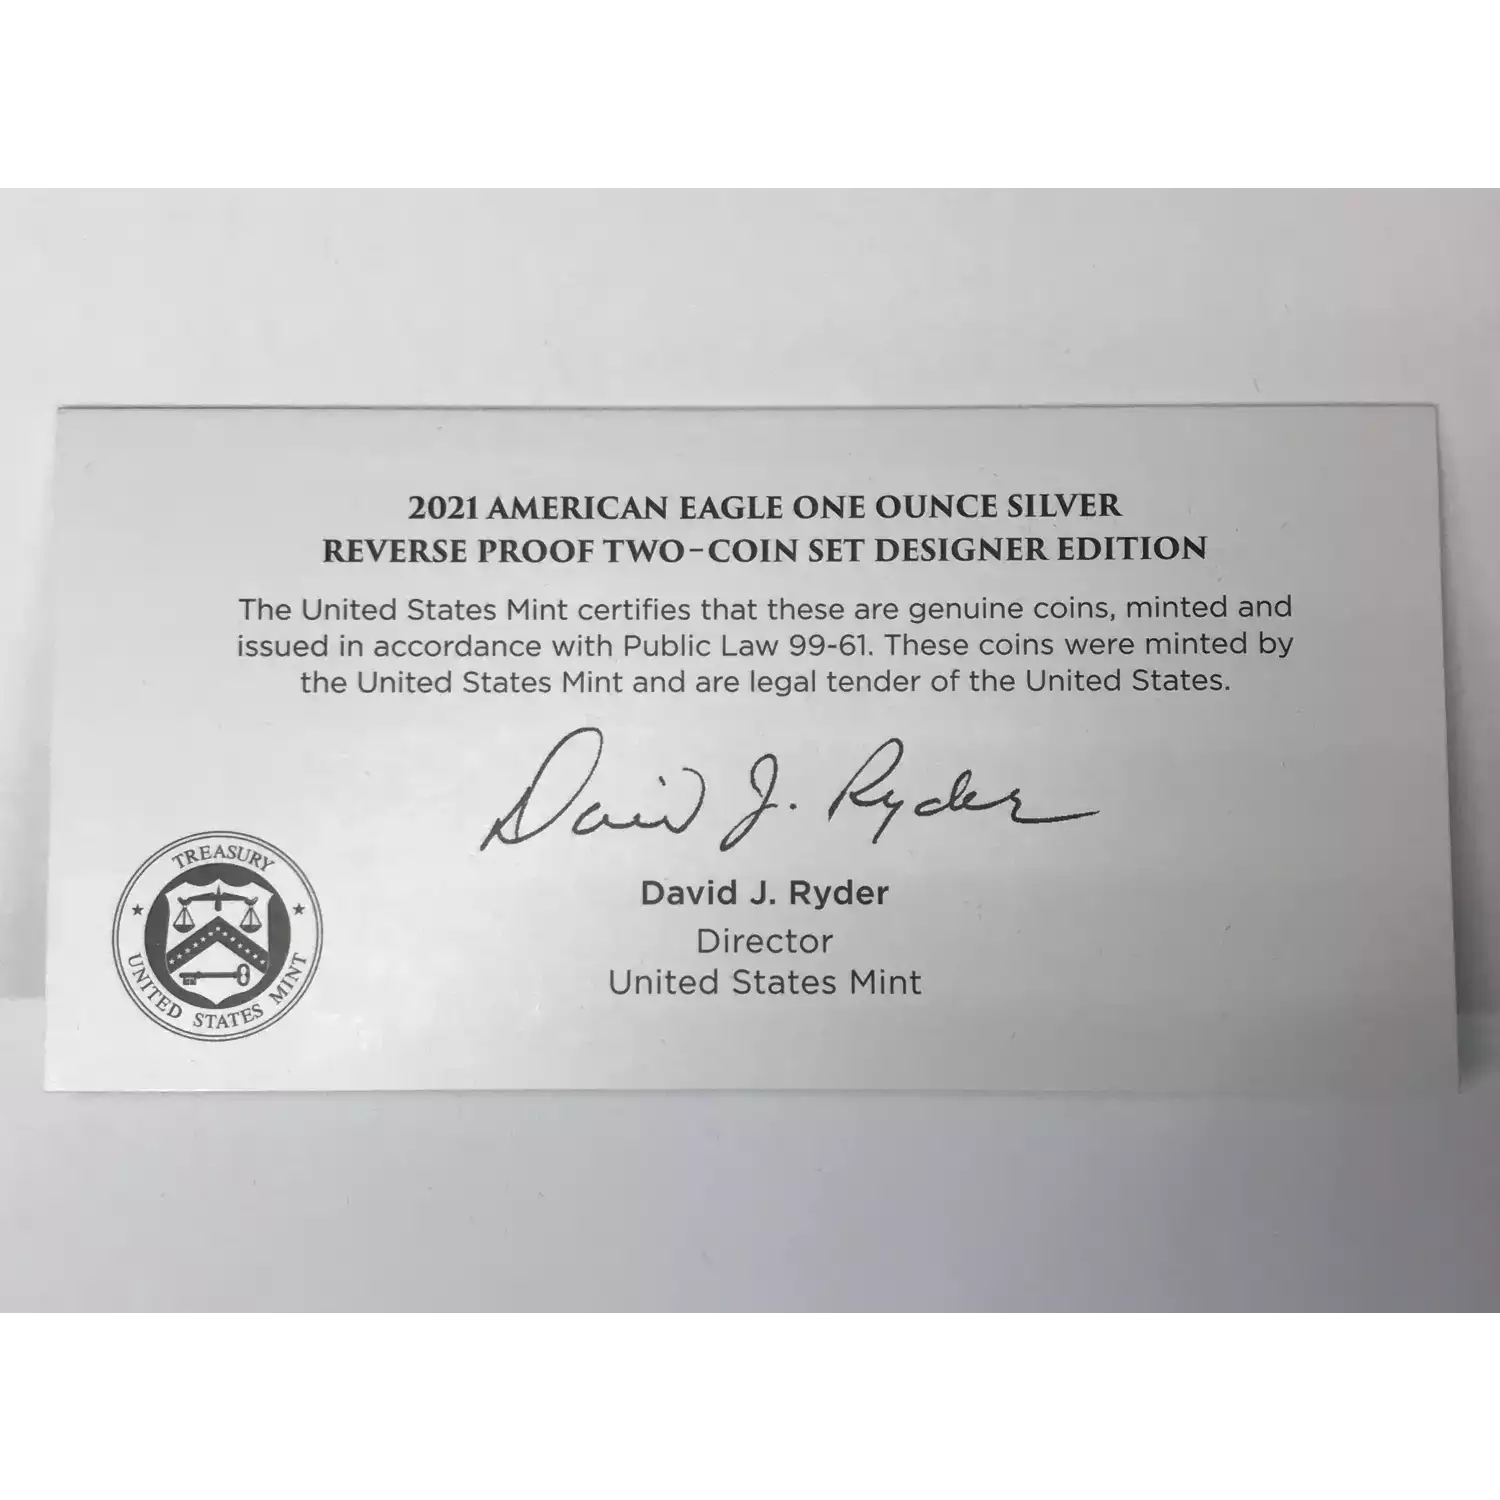 2021 AMERICAN EAGLE ONE OUNCE SILVER
REVERSE PROOF TWO-COIN SET DESIGNER EDITION
The United States Mint certifies that these are genuine coins, minted and
issued in accordance with Public Law 99-61. These coins were minted by
the United States Mint and are legal tender of the United States.
David J. Ryder
David J. Ryder
Director
United States Mint
TREASURY
UNITED STATES MINT